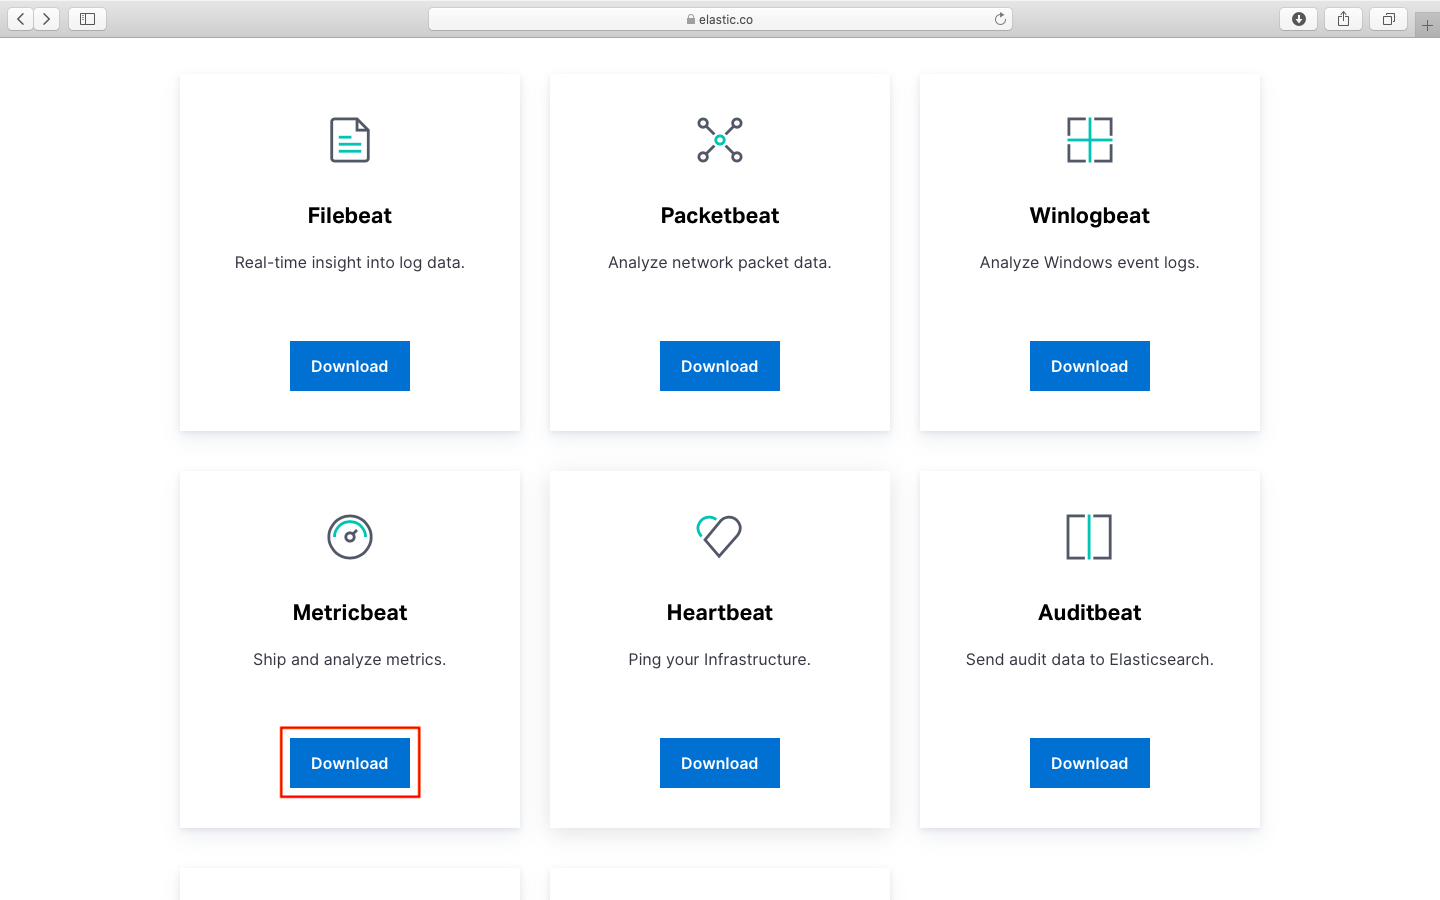 elastic.co
Filebeat
Real-time insight into log data.
Download
Packetbeat
Analyze network packet data.
Download
Winlogbeat
Analyze Windows event logs.
Download
Metricbeat
Ship and analyze metrics.
Download
Heartbeat
Ping your Infrastructure.
Download
Auditbeat
Send audit data to Elasticsearch.
Download